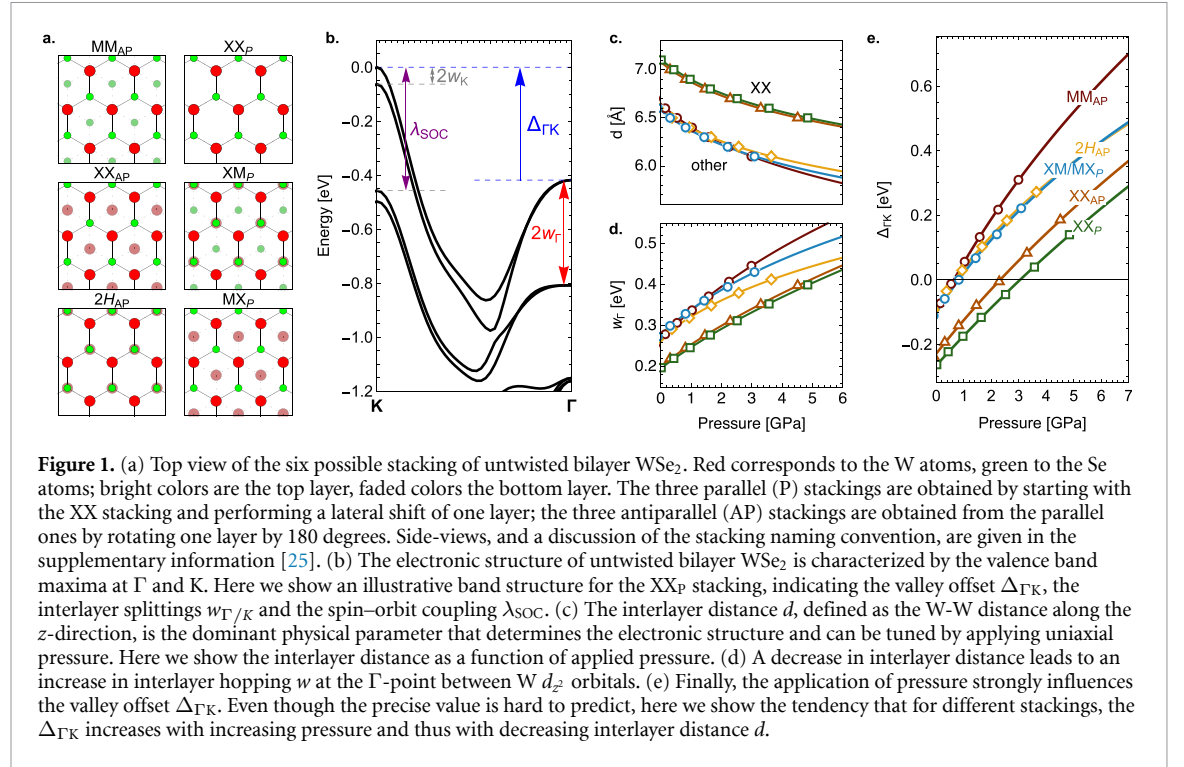 a.
MM_AP
XX_P
XX_AP
XM_P
2H_AP
MX_P
b.
0.0
−0.2
−0.4
−0.6
−0.8
−1.0
−1.2
Energy [eV]
2w_K
λ_SOC
Δ_ΓK
2w_Γ
K
Γ
c.
7.0
6.5
6.0
d [Å]
XX
other
d.
0.5
0.4
0.3
0.2
w_Γ [eV]
0 1 2 3 4 5 6
Pressure [GPa]
e.
0.6
0.4
0.2
0.0
−0.2
Δ_ΓK [eV]
MM_AP
2H_AP
XM/MX_P
XX_AP
XX_P
0 1 2 3 4 5 6 7
Pressure [GPa]
Figure 1. (a) Top view of the six possible stacking of untwisted bilayer WSe₂. Red corresponds to the W atoms, green to the Se
atoms; bright colors are the top layer, faded colors the bottom layer. The three parallel (P) stackings are obtained by starting with
the XX stacking and performing a lateral shift of one layer; the three antiparallel (AP) stackings are obtained from the parallel
ones by rotating one layer by 180 degrees. Side-views, and a discussion of the stacking naming convention, are given in the
supplementary information [25]. (b) The electronic structure of untwisted bilayer WSe₂ is characterized by the valence band
maxima at Γ and K. Here we show an illustrative band structure for the XX_P stacking, indicating the valley offset Δ_ΓK, the
interlayer splittings w_Γ/K and the spin–orbit coupling λ_SOC. (c) The interlayer distance d, defined as the W-W distance along the
z-direction, is the dominant physical parameter that determines the electronic structure and can be tuned by applying uniaxial
pressure. Here we show the interlayer distance as a function of applied pressure. (d) A decrease in interlayer distance leads to an
increase in interlayer hopping w at the Γ-point between W d_z² orbitals. (e) Finally, the application of pressure strongly influences
the valley offset Δ_ΓK. Even though the precise value is hard to predict, here we show the tendency that for different stackings, the
Δ_ΓK increases with increasing pressure and thus with decreasing interlayer distance d.